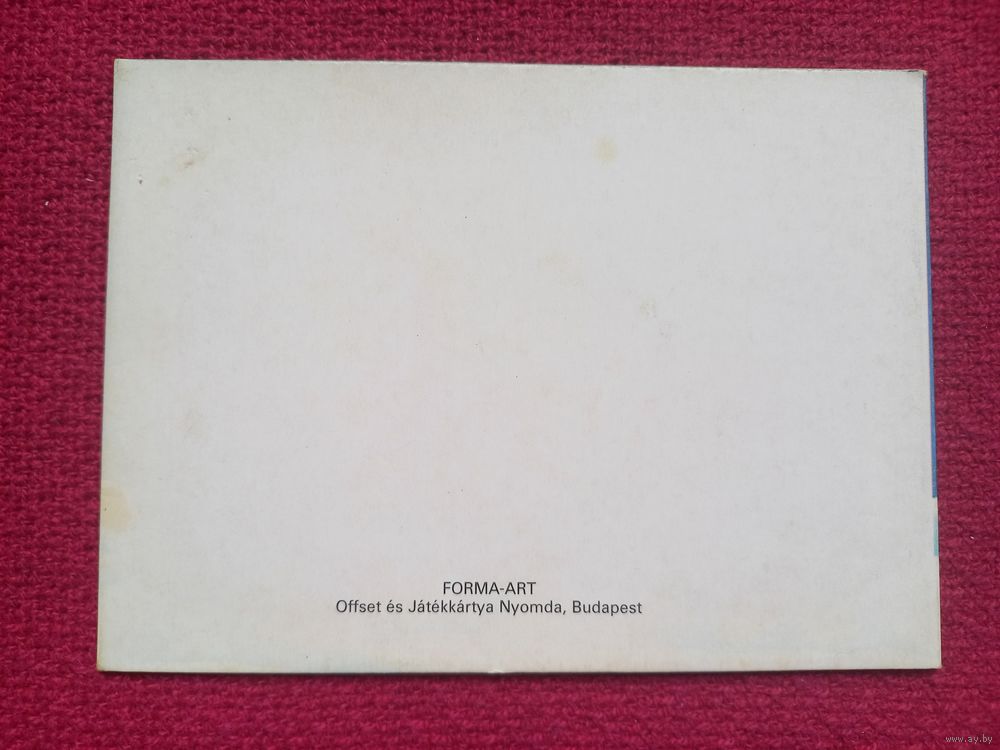 FORMA-ART
Offset és Játékkártya Nyomda, Budapest
www.ay.by